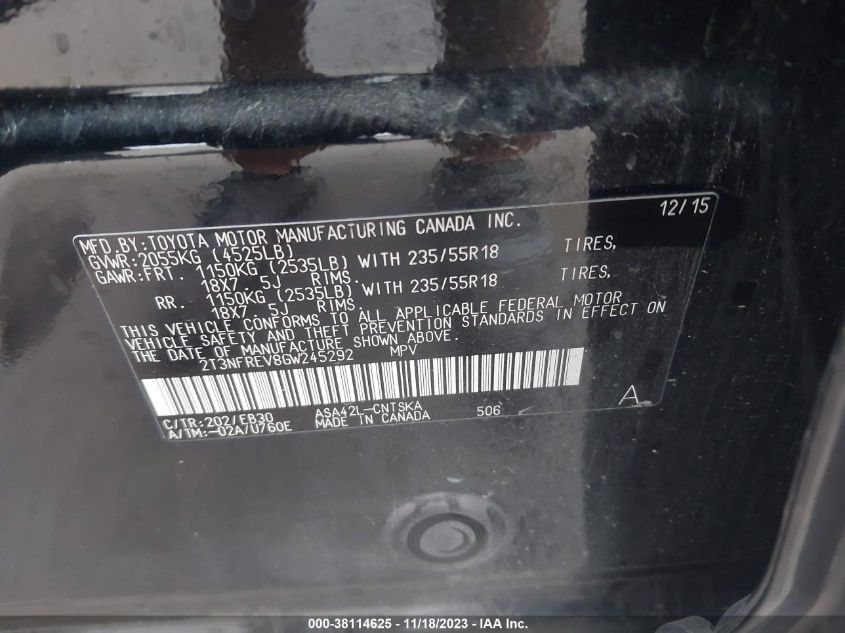 MFD.BY:TOYOTA MOTOR MANUFACTURING CANADA INC. 12/15
GVWR:2055KG (4525LB)
GAWR:FRT. 1150KG (2535LB) WITH 235/55R18 TIRES,
18X7.5J RIMS.
RR. 1150KG (2535LB) WITH 235/55R18 TIRES,
18X7.5J RIMS.
THIS VEHICLE CONFORMS TO ALL APPLICABLE FEDERAL MOTOR
VEHICLE SAFETY AND THEFT PREVENTION STANDARDS IN EFFECT ON
THE DATE OF MANUFACTURE SHOWN ABOVE.
2T3NFREV8GW245292 MPV
C/TR:202/EB30 ASA42L-CNTSKA 506 A
A/TM:-02A/U760E MADE IN CANADA
000-38114625 - 11/18/2023 - IAA Inc.